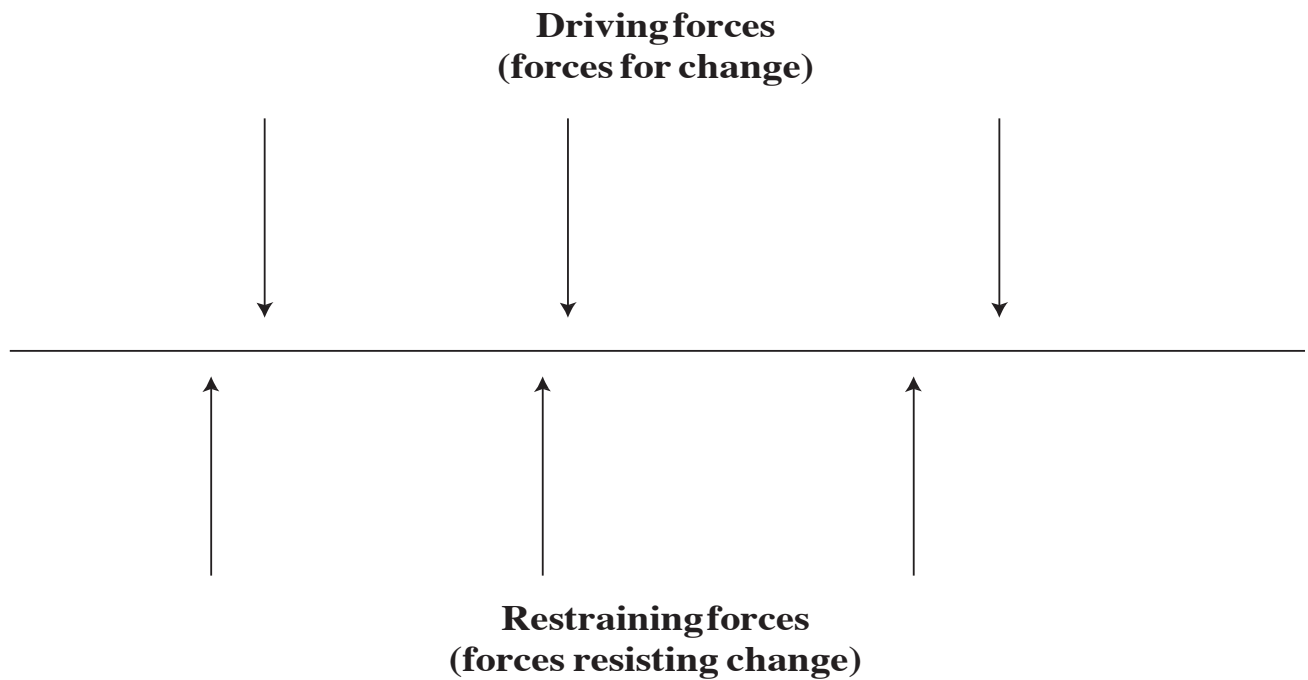 Driving forces
(forces for change)
Restraining forces
(forces resisting change)